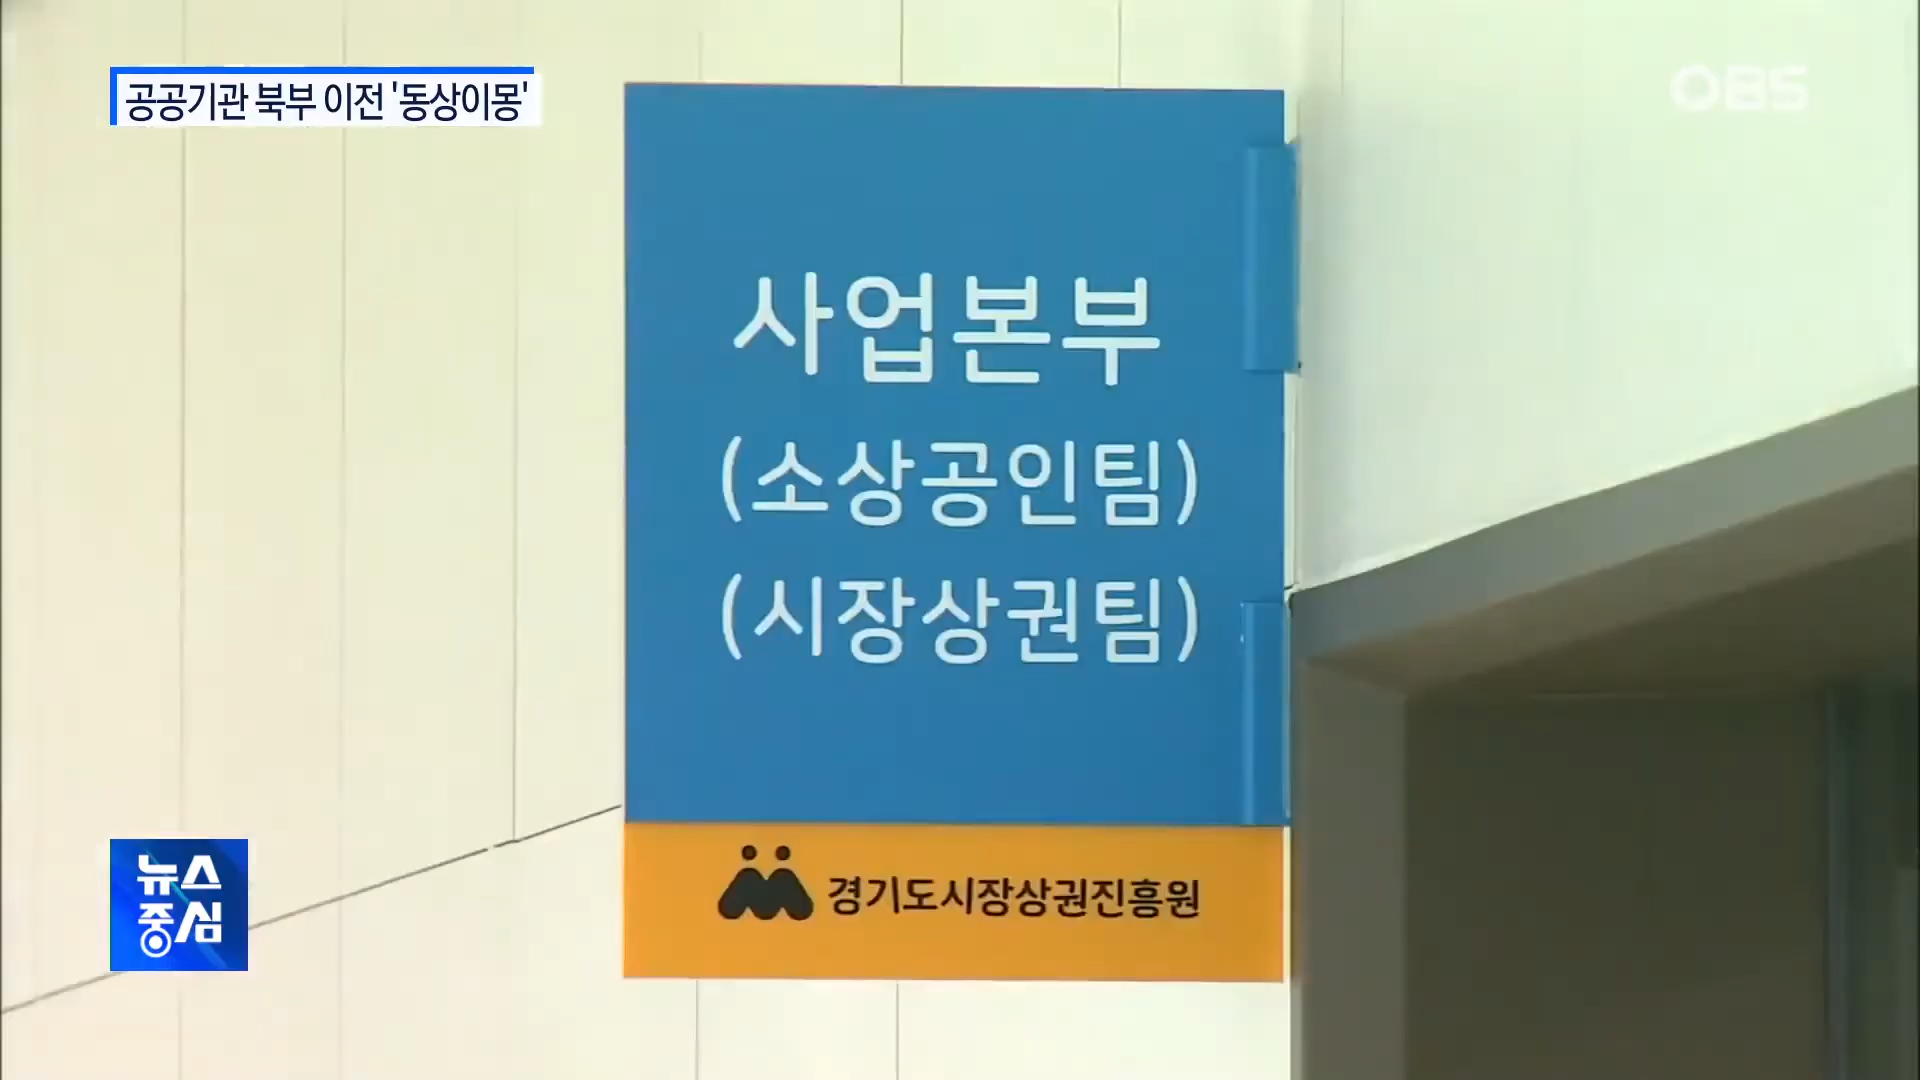 공공기관 북부 이전 '동상이몽'
OBS
사업본부
(소상공인팀)
(시장상권팀)
경기도시장상권진흥원
뉴스
중심